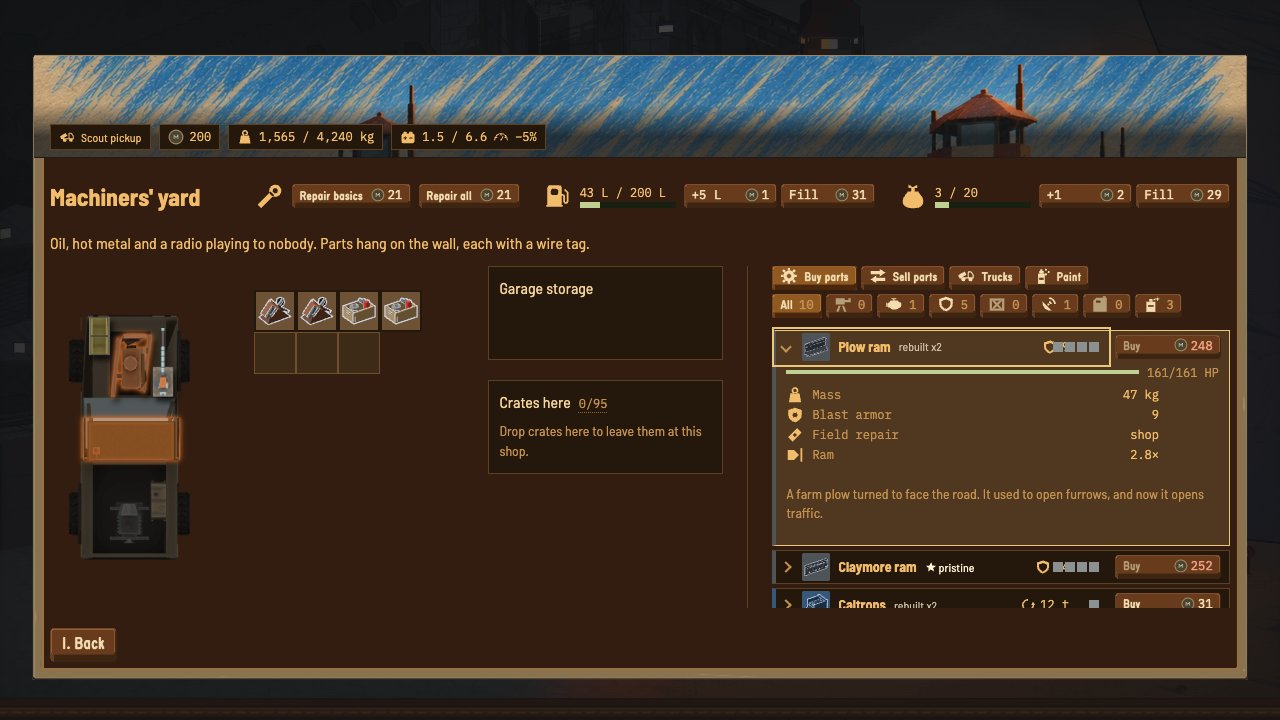 Scout pickup
200
1,565 / 4,240 kg
1.5 / 6.6 -5%
Machiners' yard
Repair basics M 21
Repair all M 21
43 L / 200 L
+5 L M 1
Fill M 31
3 / 20
+1 M 2
Fill M 29
Oil, hot metal and a radio playing to nobody. Parts hang on the wall, each with a wire tag.
Garage storage
Crates here 0/95
Drop crates here to leave them at this
shop.
Buy parts
Sell parts
Trucks
Paint
All 10
0
1
5
0
1
0
3
Plow ram rebuilt x2
Buy M 248
161/161 HP
Mass 47 kg
Blast armor 9
Field repair shop
Ram 2.8×
A farm plow turned to face the road. It used to open furrows, and now it opens
traffic.
Claymore ram ★ pristine
Buy M 252
Caltrops rebuilt x2 12
Buy M 31
1. Back